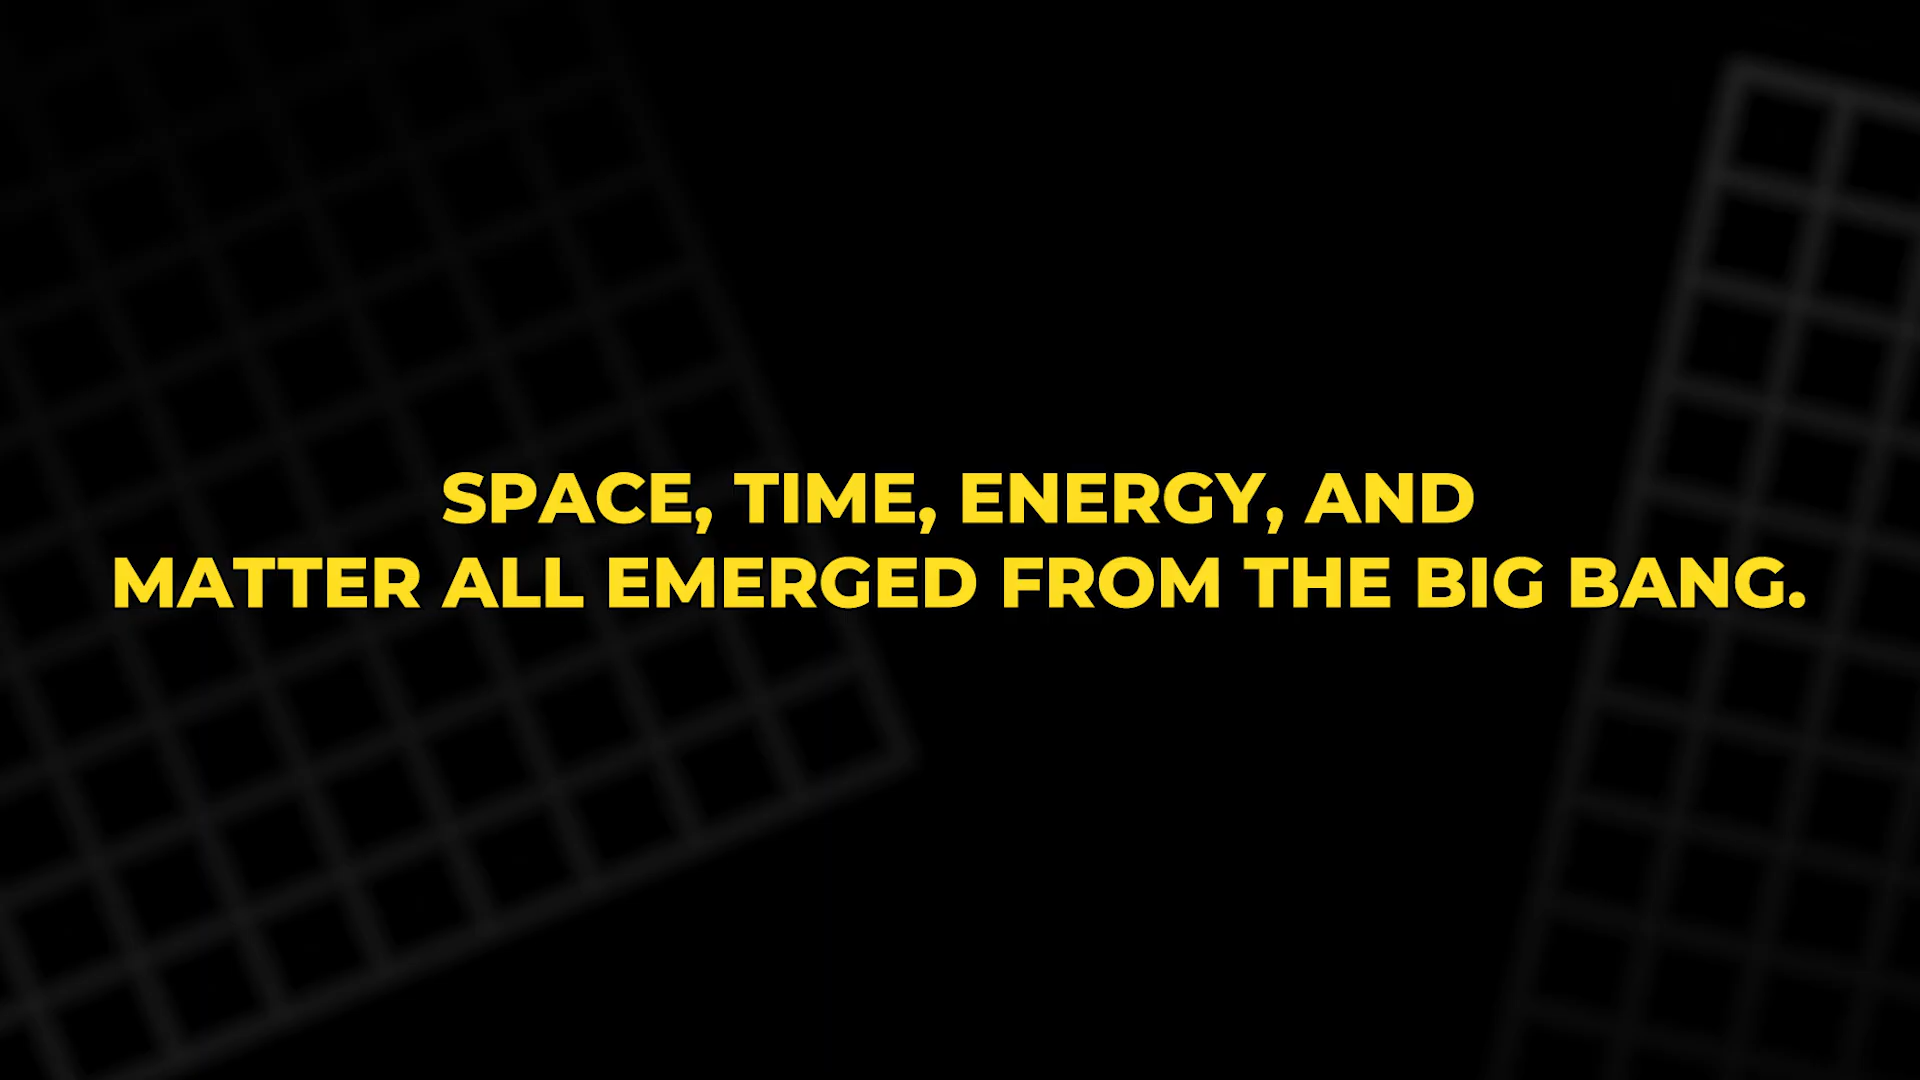 SPACE, TIME, ENERGY, AND
MATTER ALL EMERGED FROM THE BIG BANG.